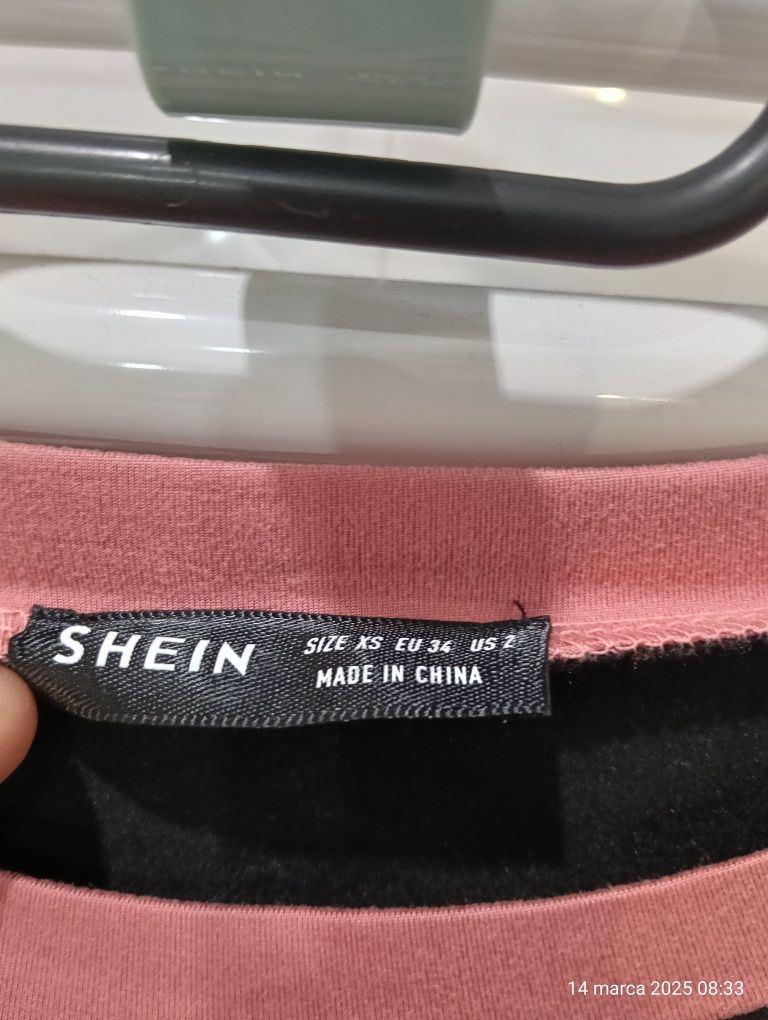 SHEIN
SIZE XS EU 34 US 2
MADE IN CHINA
14 marca 2025 08:33